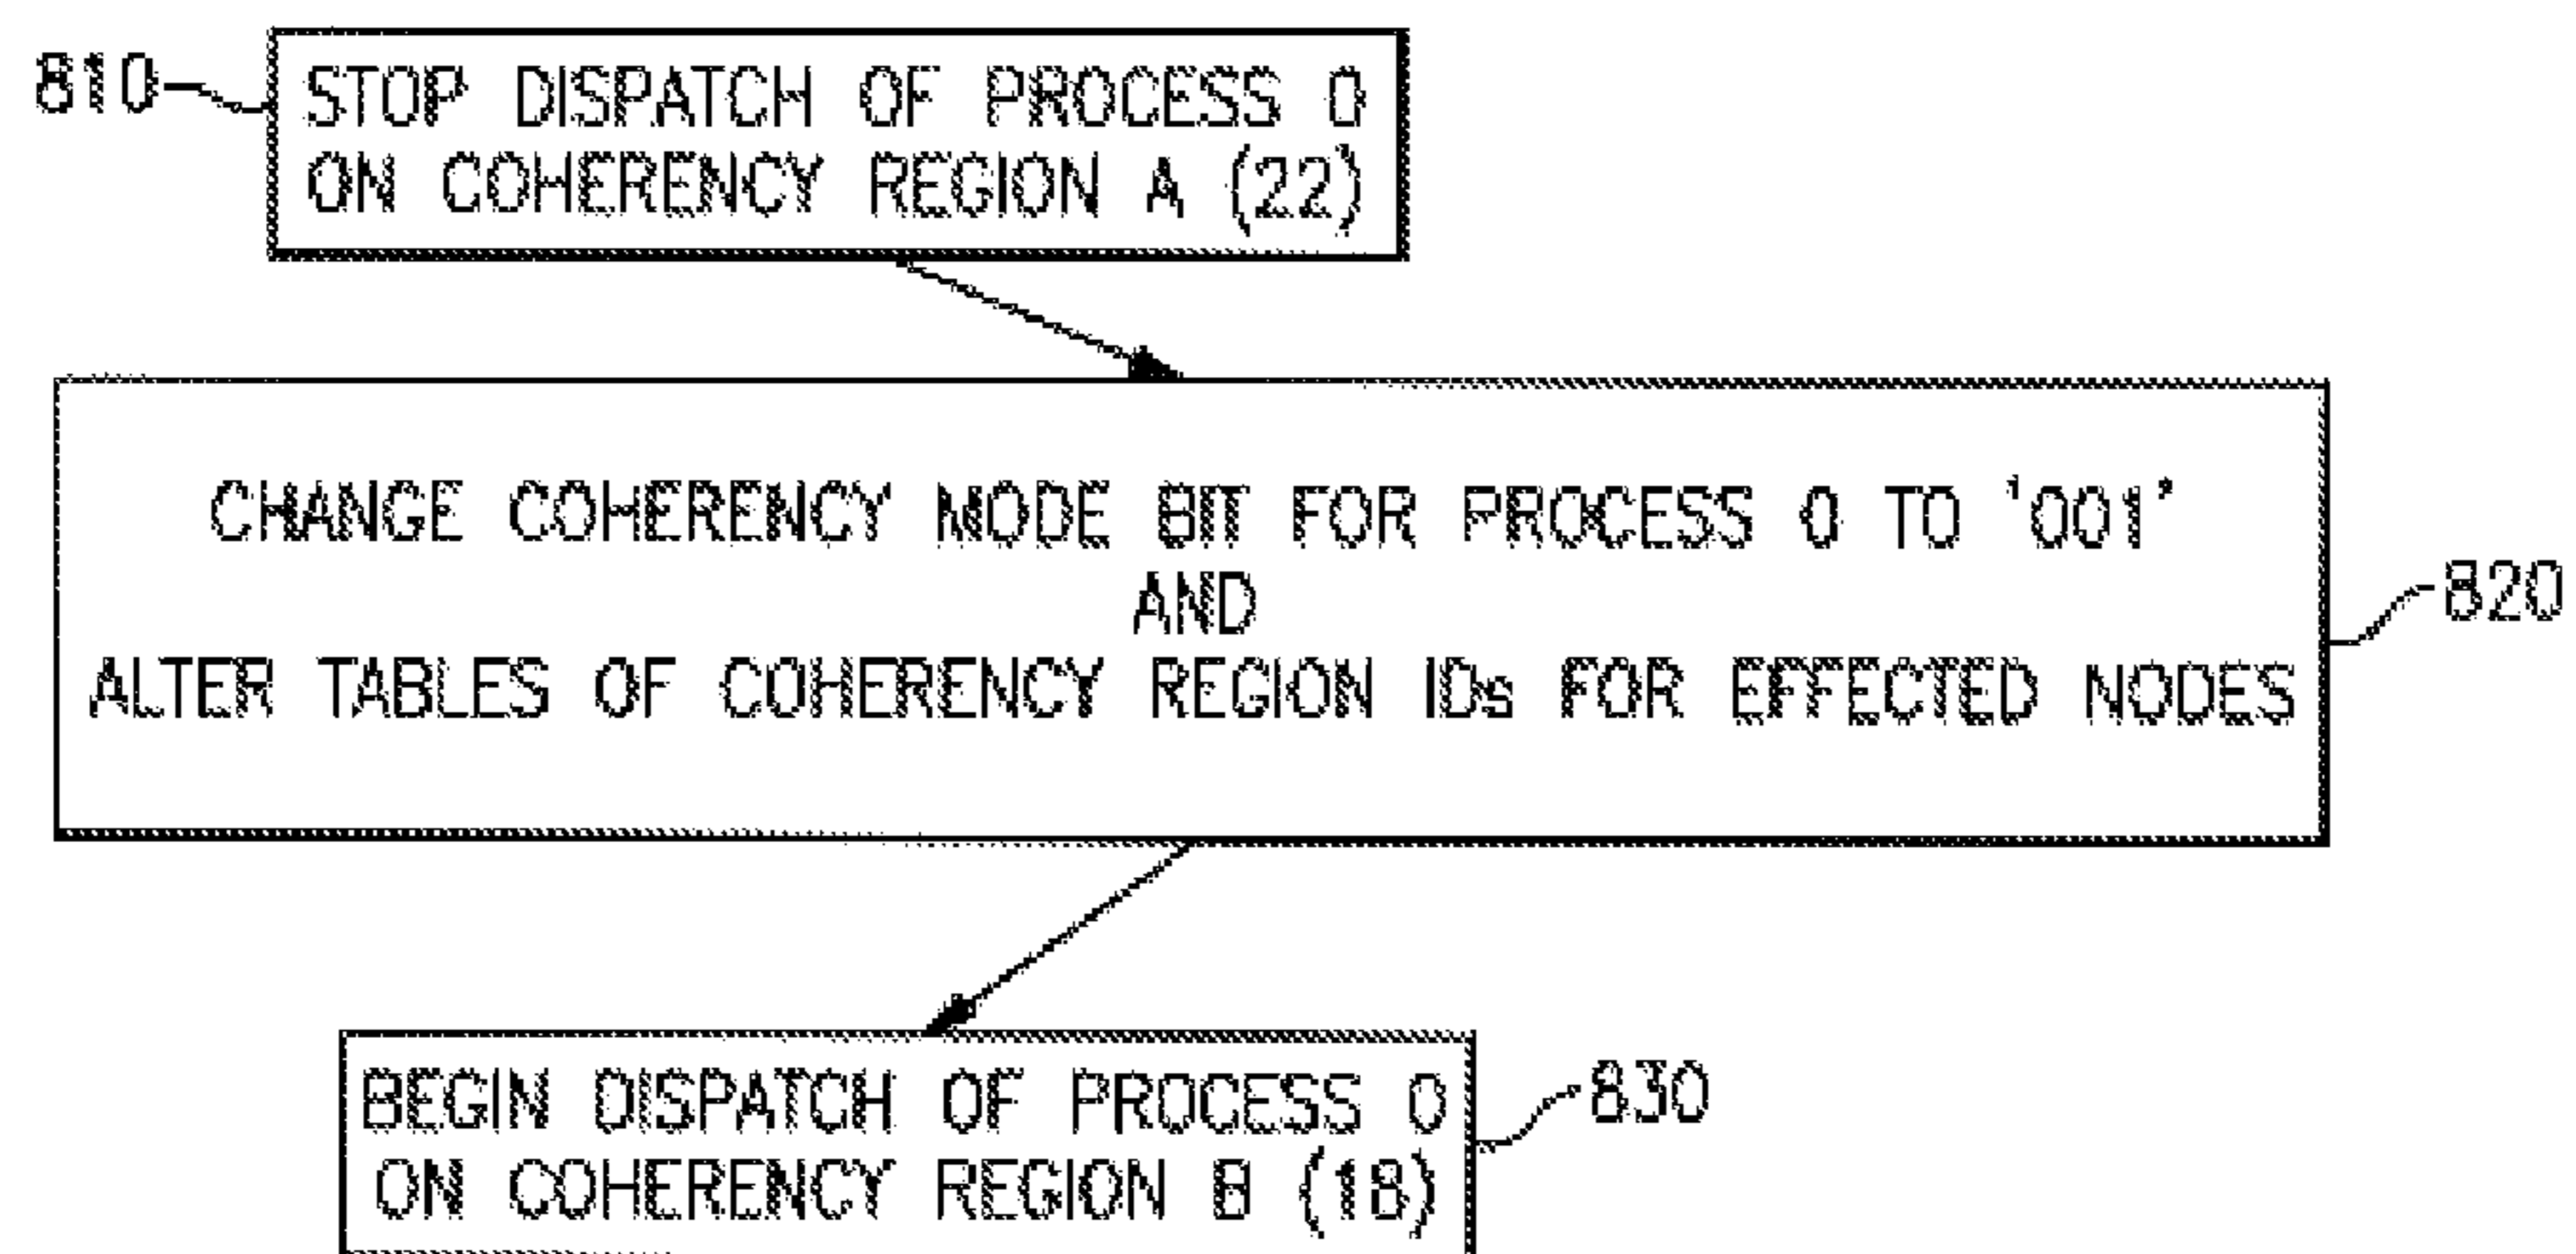 810
STOP DISPATCH OF PROCESS 0
ON COHERENCY REGION A (22)
CHANGE COHERENCY MODE BIT FOR PROCESS 0 TO '001'
AND
ALTER TABLES OF COHERENCY REGION IDs FOR EFFECTED NODES
820
BEGIN DISPATCH OF PROCESS 0
ON COHERENCY REGION B (18)
830